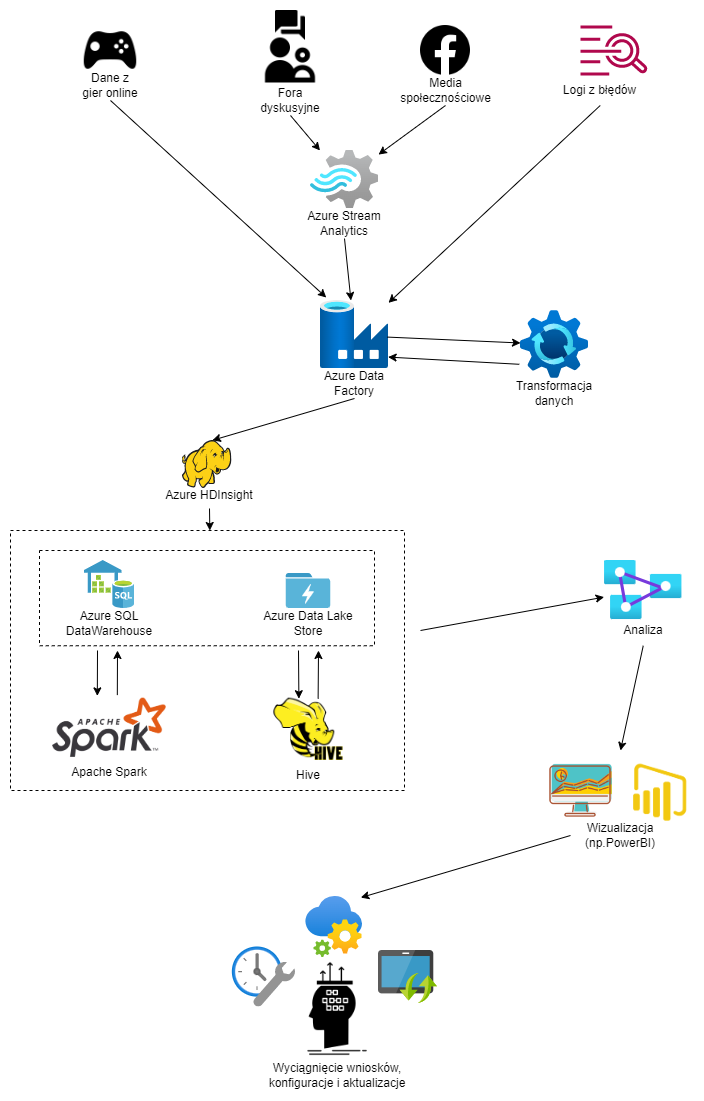 Dane z
gier online
Fora
dyskusyjne
Media
społecznościowe
Logi z błędów
Azure Stream
Analytics
Azure Data
Factory
Transformacja
danych
Azure HDInsight
SQL
Azure SQL
DataWarehouse
Azure Data Lake
Store
Analiza
APACHE
Spark™
Apache Spark
HIVE
Hive
Wizualizacja
(np.PowerBI)
Wyciągnięcie wniosków,
konfiguracje i aktualizacje